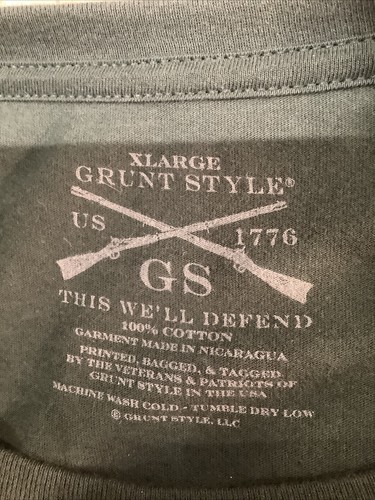 XLARGE
GRUNT STYLE®
US 1776
GS
THIS WE'LL DEFEND
100% COTTON
GARMENT MADE IN NICARAGUA
PRINTED, BAGGED, & TAGGED
BY THE VETERANS & PATRIOTS OF
GRUNT STYLE IN THE USA
MACHINE WASH COLD - TUMBLE DRY LOW
© GRUNT STYLE, LLC